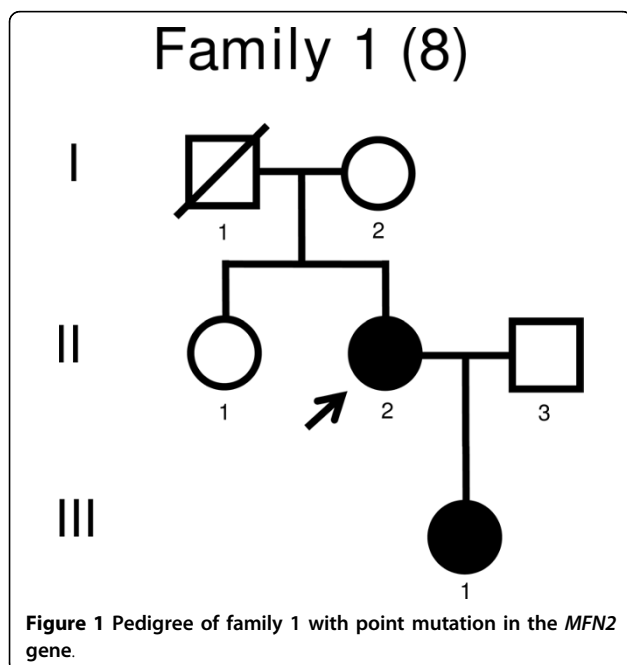 Family 1 (8)
I
1 2
II
1 2 3
III
1
Figure 1 Pedigree of family 1 with point mutation in the MFN2
gene.